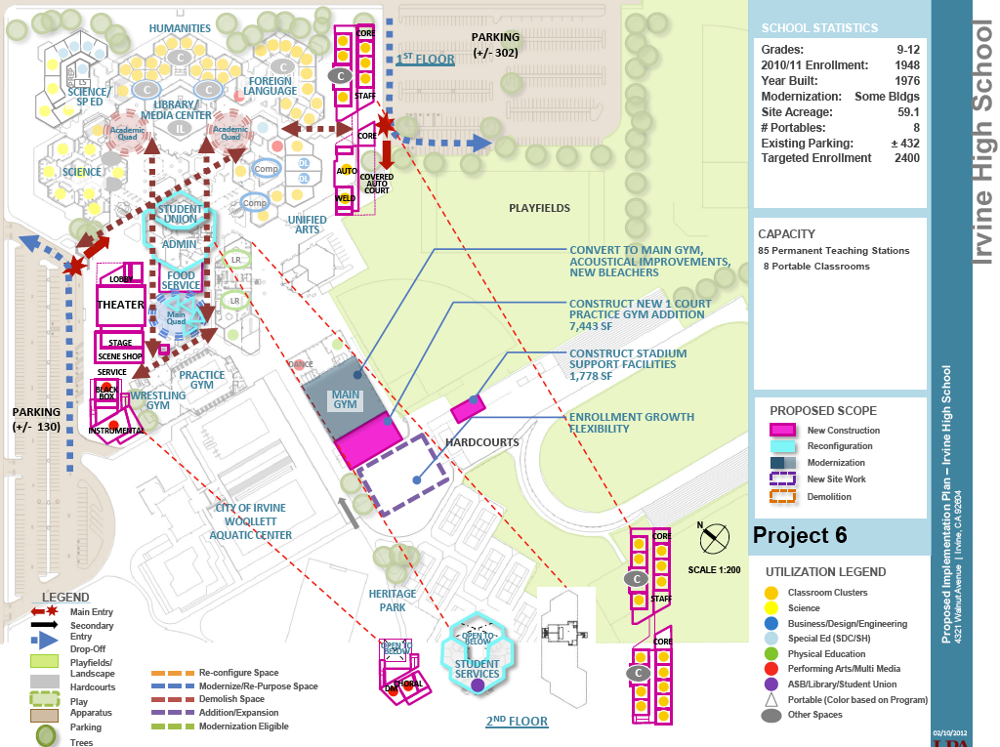 HUMANITIES
CORE
1ST FLOOR
PARKING
(+/- 302)
C
C
C
C
C
STAFF
PREP
LS
SCIENCE/
SP ED
FOREIGN
LANGUAGE
LIBRARY/
MEDIA CENTER
IL
Academic
Quad
Academic
Quad
CORE
SCIENCE
Comp
DL
DL
Comp
AUTO
WELD
COVERED
AUTO
COURT
UNIFIED
ARTS
PLAYFIELDS
STUDENT
UNION
ADMIN
FOOD
SERVICE
LR
LR
Main
Quad
LOBBY
THEATER
STAGE
SCENE SHOP
SERVICE
BLACK
BOX
INSTRUMENTAL
PRACTICE
GYM
WRESTLING
GYM
DANCE
MAIN
GYM
PARKING
(+/- 130)
CONVERT TO MAIN GYM,
ACOUSTICAL IMPROVEMENTS,
NEW BLEACHERS
CONSTRUCT NEW 1 COURT
PRACTICE GYM ADDITION
7,443 SF
CONSTRUCT STADIUM
SUPPORT FACILITIES
1,778 SF
ENROLLMENT GROWTH
FLEXIBILITY
HARDCOURTS
CITY OF IRVINE
WOOLLETT
AQUATIC CENTER
HERITAGE
PARK
OPEN TO
BELOW
DM
CHORAL
OPEN TO
BELOW
STUDENT
SERVICES
2ND FLOOR
CORE
C
STAFF
CORE
C
N
SCALE 1:200
LEGEND
Main Entry
Secondary
Entry
Drop-Off
Playfields/
Landscape
Hardcourts
Play
Apparatus
Parking
Trees
Re-configure Space
Modernize/Re-Purpose Space
Demolish Space
Addition/Expansion
Modernization Eligible
SCHOOL STATISTICS
Grades: 9-12
2010/11 Enrollment: 1948
Year Built: 1976
Modernization: Some Bldgs
Site Acreage: 59.1
# Portables: 8
Existing Parking: ± 432
Targeted Enrollment 2400
CAPACITY
85 Permanent Teaching Stations
8 Portable Classrooms
PROPOSED SCOPE
New Construction
Reconfiguration
Modernization
New Site Work
Demolition
Project 6
UTILIZATION LEGEND
Classroom Clusters
Science
Business/Design/Engineering
Special Ed (SDC/SH)
Physical Education
Performing Arts/Multi Media
ASB/Library/Student Union
Portable (Color based on Program)
Other Spaces
Irvine High School
Proposed Implementation Plan – Irvine High School
4321 Walnut Avenue | Irvine, CA 92604
02/10/2012
LPA